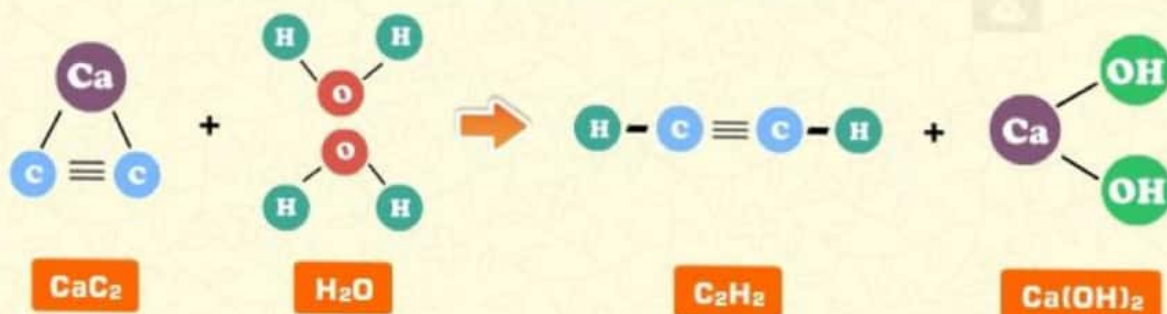 H H
Ca
O
+
O
H - C ≡ C - H
+
Ca
OH
OH
C ≡ C
H H
CaC₂
H₂O
C₂H₂
Ca(OH)₂